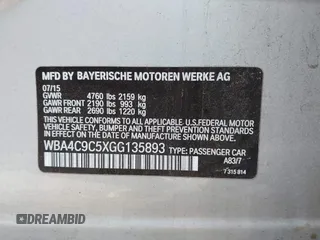 MFD BY BAYERISCHE MOTOREN WERKE AG
07/15
GVWR 4760 lbs 2159 kg
GAWR FRONT 2190 lbs 993 kg
GAWR REAR 2690 lbs 1220 kg
THIS VEHICLE CONFORMS TO ALL APPLICABLE U.S. FEDERAL MOTOR
VEHICLE SAFETY, BUMPER, AND THEFT PREVENTION STANDARDS
IN EFFECT ON THE DATE OF MANUFACTURE SHOWN ABOVE.
WBA4C9C5XGG135893 TYPE: PASSENGER CAR
A83/7
7 315 814
DREAMBID